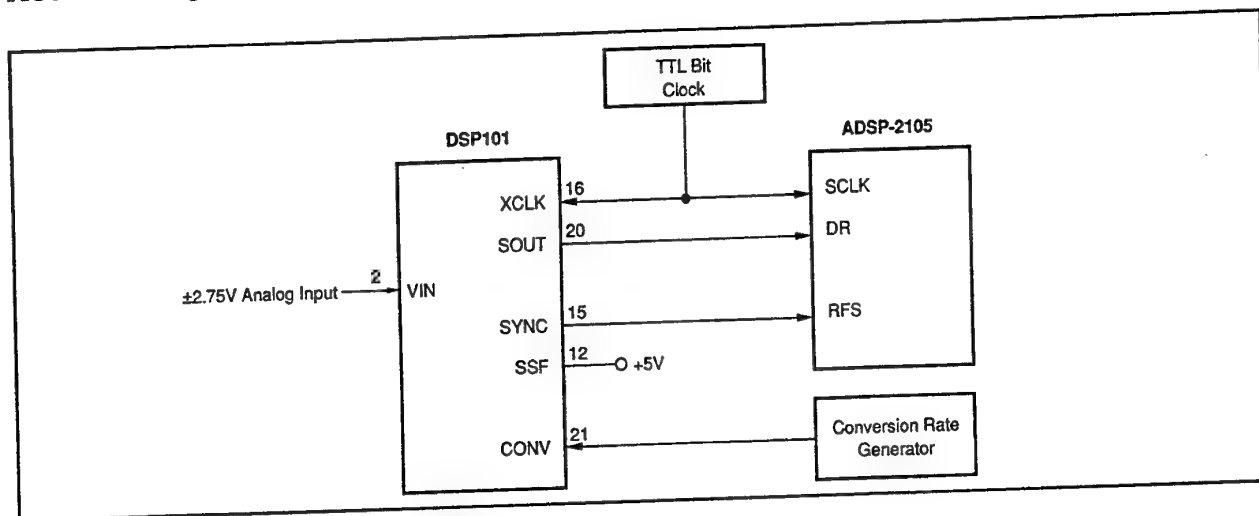 TTL Bit
Clock
DSP101
ADSP-2105
XCLK
16
SCLK
SOUT
20
DR
±2.75V Analog Input
2
VIN
SYNC
15
RFS
SSF
12
+5V
CONV
21
Conversion Rate
Generator